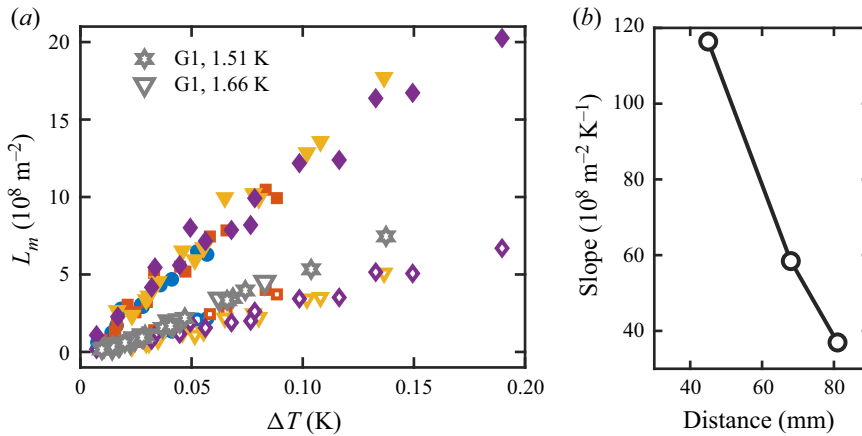 (a)
20
15
10
5
0
L_m (10^8 m^−2)
G1, 1.51 K
G1, 1.66 K
0 0.05 0.10 0.15 0.20
ΔT (K)
(b)
120
100
80
60
40
Slope (10^8 m^−2 K^−1)
40 60 80
Distance (mm)